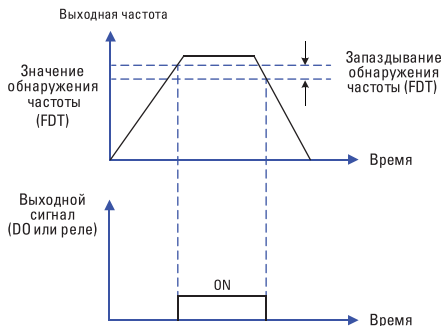 Выходная частота
Значение
обнаружения
частоты
(FDT)
Запаздывание
обнаружения
частоты (FDT)
Время
Выходной
сигнал
(DO или реле)
ON
Время